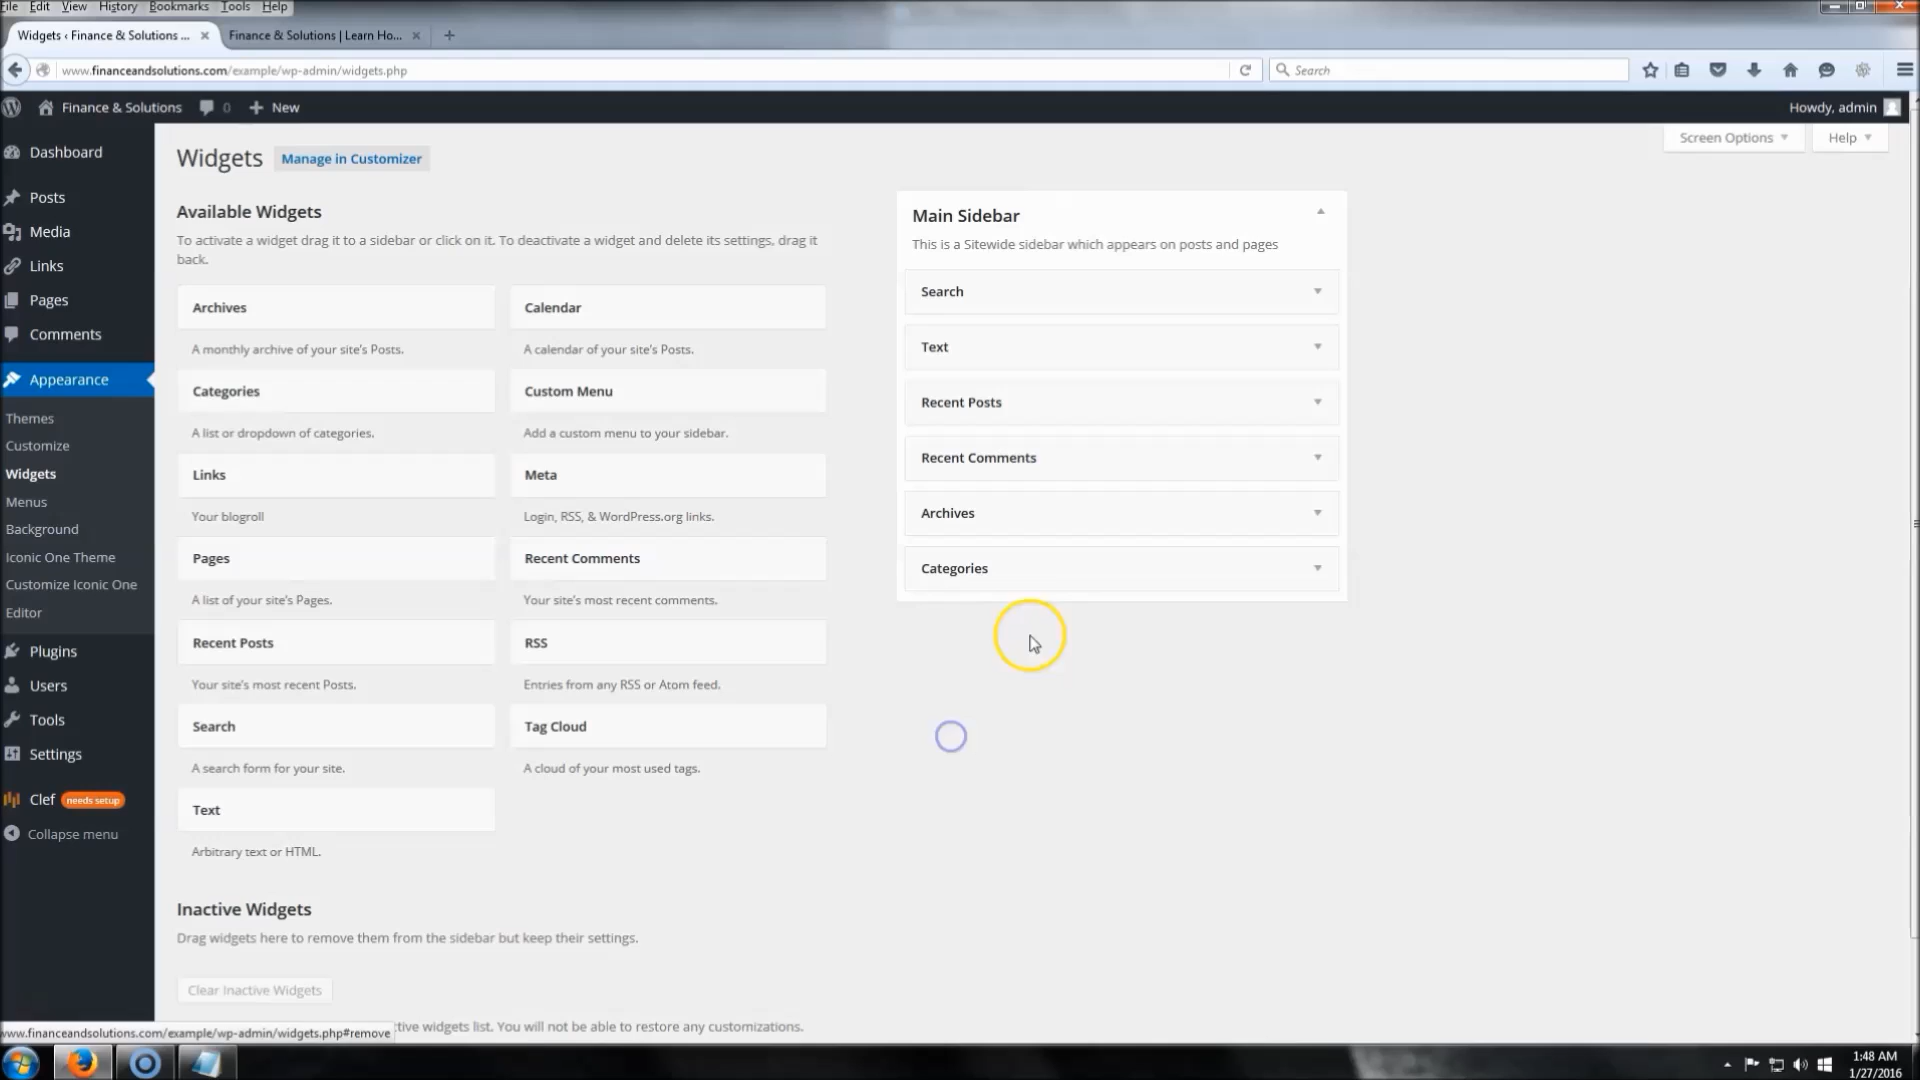 File Edit View History Bookmarks Tools Help
Widgets ‹ Finance & Solutions ... × Finance & Solutions | Learn Ho... × +
www.financeandsolutions.com/example/wp-admin/widgets.php Search
Finance & Solutions 0 + New Howdy, admin
Screen Options Help
Dashboard
Posts
Media
Links
Pages
Comments
Appearance
Themes
Customize
Widgets
Menus
Background
Iconic One Theme
Customize Iconic One
Editor
Plugins
Users
Tools
Settings
Clef needs setup
Collapse menu
Widgets Manage in Customizer
Available Widgets
To activate a widget drag it to a sidebar or click on it. To deactivate a widget and delete its settings, drag it
back.
Archives Calendar
A monthly archive of your site's Posts. A calendar of your site's Posts.
Categories Custom Menu
A list or dropdown of categories. Add a custom menu to your sidebar.
Links Meta
Your blogroll Login, RSS, & WordPress.org links.
Pages Recent Comments
A list of your site's Pages. Your site's most recent comments.
Recent Posts RSS
Your site's most recent Posts. Entries from any RSS or Atom feed.
Search Tag Cloud
A search form for your site. A cloud of your most used tags.
Text
Arbitrary text or HTML.
Main Sidebar
This is a Sitewide sidebar which appears on posts and pages
Search
Text
Recent Posts
Recent Comments
Archives
Categories
Inactive Widgets
Drag widgets here to remove them from the sidebar but keep their settings.
Clear Inactive Widgets
www.financeandsolutions.com/example/wp-admin/widgets.php#remove ctive widgets list. You will not be able to restore any customizations.
1:48 AM
1/27/2016